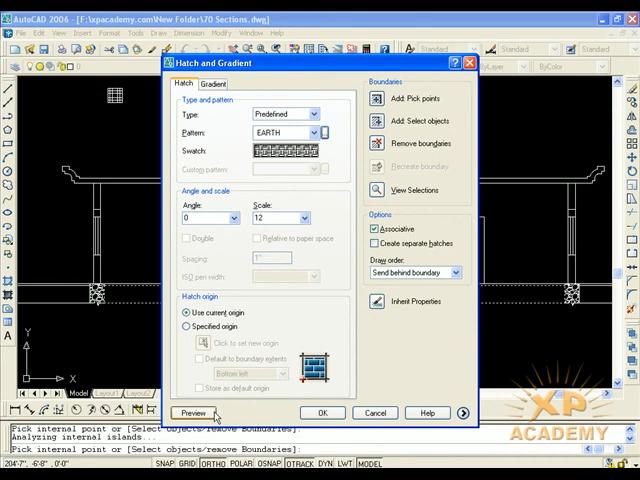 AutoCAD 2006 - [F:\xpacademy.com\New Folder\70 Sections.dwg]
File Edit View Insert Format Tools Draw Dimension Modify Window Help
Standard Standard
ByLayer ByColor
Hatch and Gradient
Hatch Gradient
Type and pattern
Type: Predefined
Pattern: EARTH
Swatch:
Custom pattern:
Angle and scale
Angle: Scale:
0 12
Double Relative to paper space
Spacing: 1"
ISO pen width:
Hatch origin
Use current origin
Specified origin
Click to set new origin
Default to boundary extents
Bottom left
Store as default origin
Boundaries
Add: Pick points
Add: Select objects
Remove boundaries
Recreate boundary
View Selections
Options
Associative
Create separate hatches
Draw order:
Send behind boundary
Inherit Properties
Preview OK Cancel Help
Y
X
Model Layout1 Layout2
Pick internal point or [Select objects/remove Boundaries]:
Analyzing internal islands...
Pick internal point or [Select objects/remove Boundaries]:
204'-7", -6'-8" , 0'-0" SNAP GRID ORTHO POLAR OSNAP OTRACK DYN LWT MODEL
XP
ACADEMY